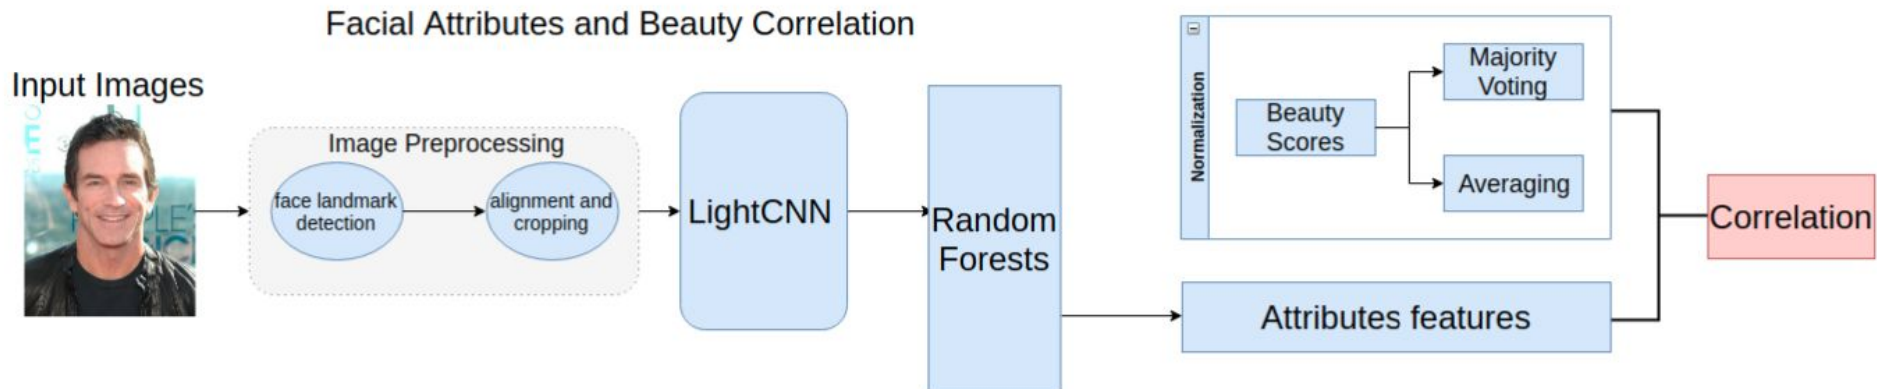 Facial Attributes and Beauty Correlation
Input Images
Image Preprocessing
face landmark
detection
alignment and
cropping
LightCNN
Random
Forests
Normalization
Beauty
Scores
Majority
Voting
Averaging
Attributes features
Correlation